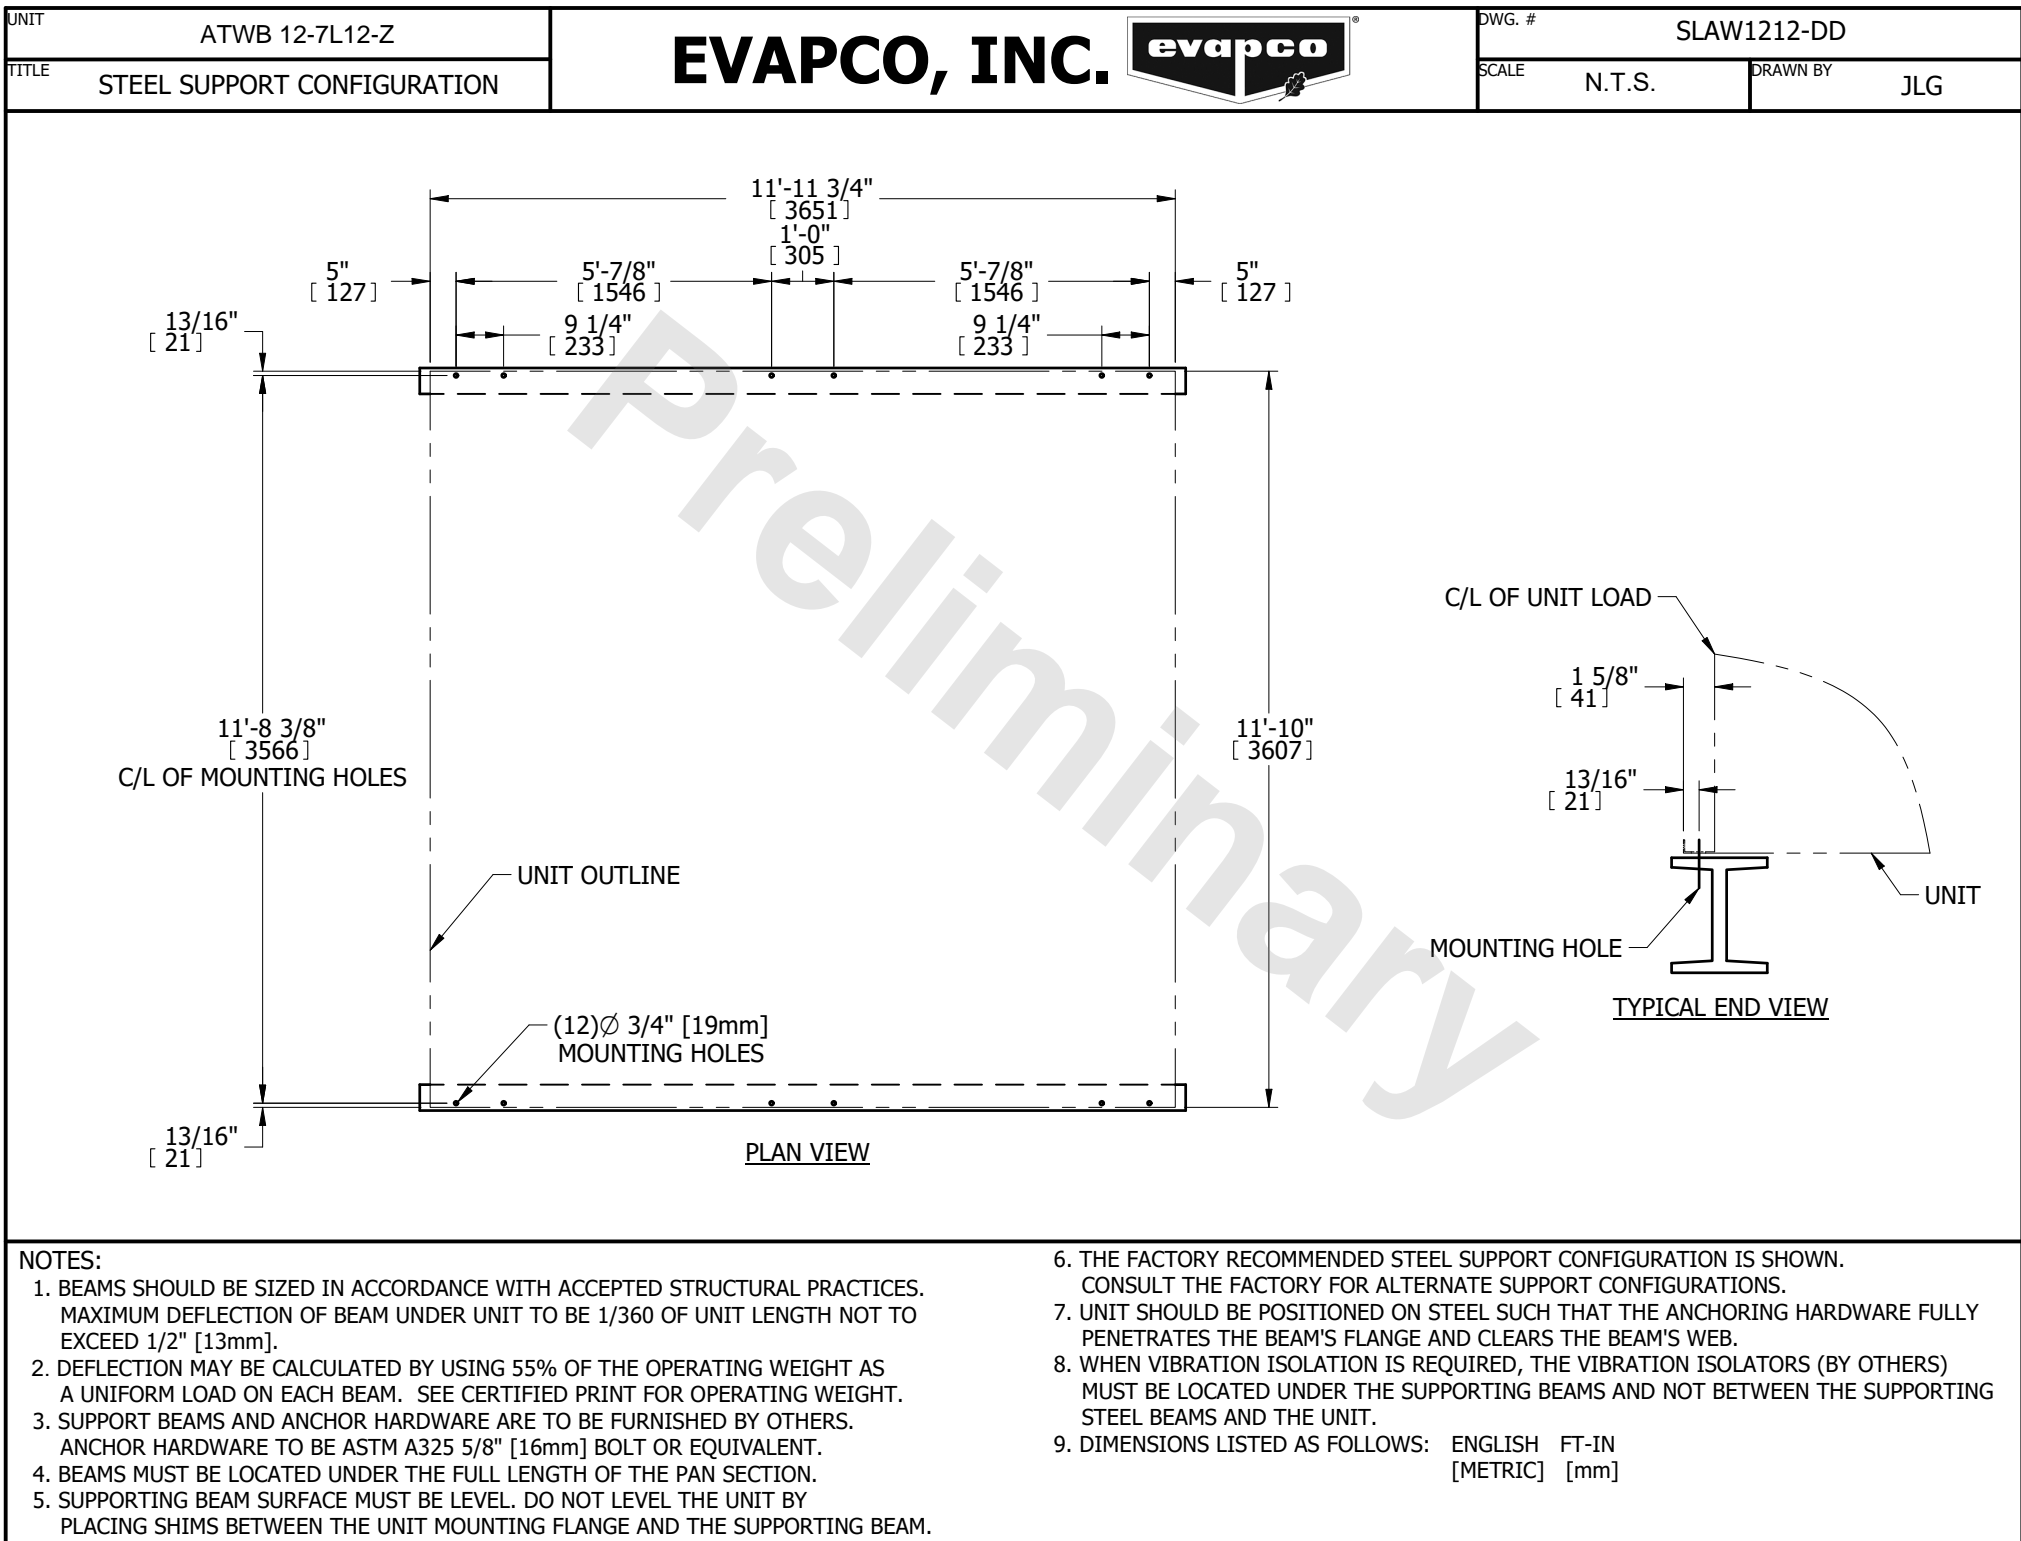 UNIT
ATWB 12-7L12-Z
TITLE
STEEL SUPPORT CONFIGURATION
EVAPCO, INC.
evapco®
DWG. #
SLAW1212-DD
SCALE
N.T.S.
DRAWN BY
JLG
11'-11 3/4"
[ 3651]
1'-0"
[ 305 ]
5"
[ 127]
5'-7/8"
[ 1546 ]
5'-7/8"
[ 1546 ]
5"
[ 127 ]
13/16"
[ 21]
9 1/4"
[ 233]
9 1/4"
[ 233 ]
11'-8 3/8"
[ 3566]
C/L OF MOUNTING HOLES
11'-10"
[ 3607]
UNIT OUTLINE
(12)∅ 3/4" [19mm]
MOUNTING HOLES
13/16"
[ 21]
PLAN VIEW
C/L OF UNIT LOAD
1 5/8"
[ 41]
13/16"
[ 21]
UNIT
MOUNTING HOLE
TYPICAL END VIEW
Preliminary
NOTES:
1. BEAMS SHOULD BE SIZED IN ACCORDANCE WITH ACCEPTED STRUCTURAL PRACTICES.
MAXIMUM DEFLECTION OF BEAM UNDER UNIT TO BE 1/360 OF UNIT LENGTH NOT TO
EXCEED 1/2" [13mm].
2. DEFLECTION MAY BE CALCULATED BY USING 55% OF THE OPERATING WEIGHT AS
A UNIFORM LOAD ON EACH BEAM. SEE CERTIFIED PRINT FOR OPERATING WEIGHT.
3. SUPPORT BEAMS AND ANCHOR HARDWARE ARE TO BE FURNISHED BY OTHERS.
ANCHOR HARDWARE TO BE ASTM A325 5/8" [16mm] BOLT OR EQUIVALENT.
4. BEAMS MUST BE LOCATED UNDER THE FULL LENGTH OF THE PAN SECTION.
5. SUPPORTING BEAM SURFACE MUST BE LEVEL. DO NOT LEVEL THE UNIT BY
PLACING SHIMS BETWEEN THE UNIT MOUNTING FLANGE AND THE SUPPORTING BEAM.
6. THE FACTORY RECOMMENDED STEEL SUPPORT CONFIGURATION IS SHOWN.
CONSULT THE FACTORY FOR ALTERNATE SUPPORT CONFIGURATIONS.
7. UNIT SHOULD BE POSITIONED ON STEEL SUCH THAT THE ANCHORING HARDWARE FULLY
PENETRATES THE BEAM'S FLANGE AND CLEARS THE BEAM'S WEB.
8. WHEN VIBRATION ISOLATION IS REQUIRED, THE VIBRATION ISOLATORS (BY OTHERS)
MUST BE LOCATED UNDER THE SUPPORTING BEAMS AND NOT BETWEEN THE SUPPORTING
STEEL BEAMS AND THE UNIT.
9. DIMENSIONS LISTED AS FOLLOWS: ENGLISH FT-IN
[METRIC] [mm]